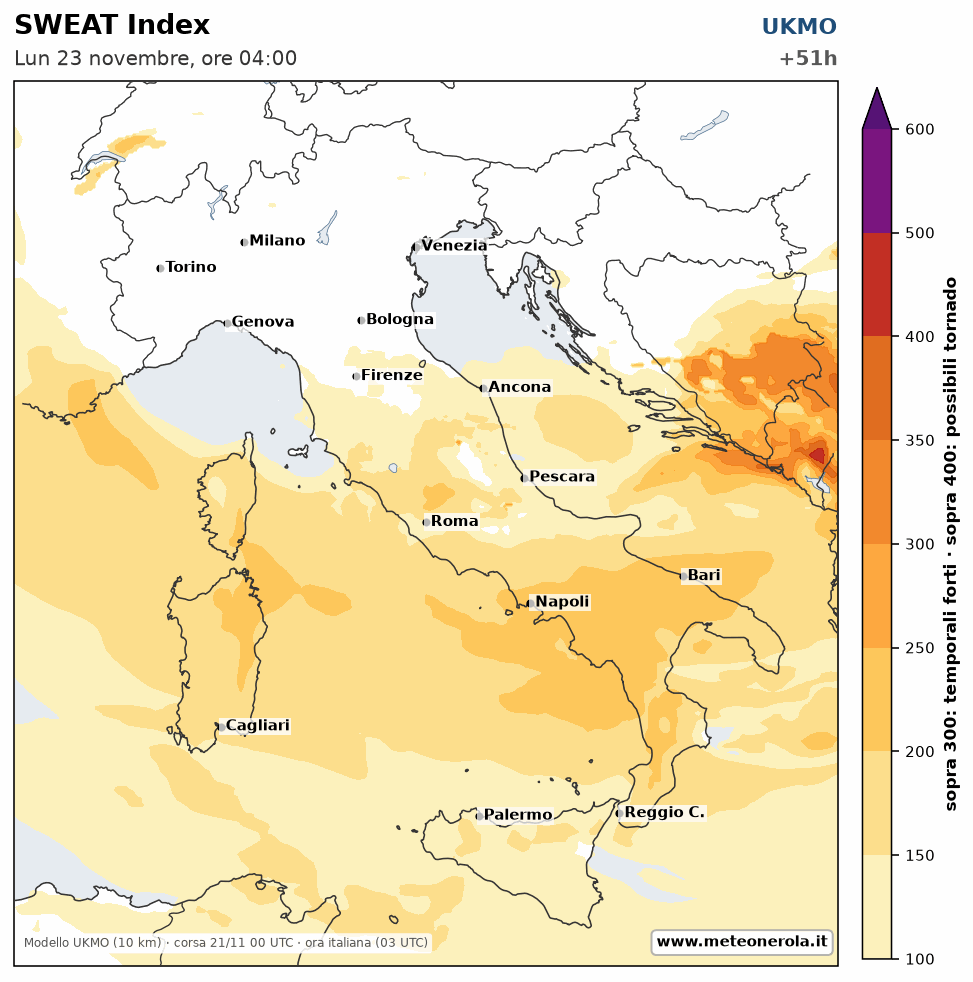 SWEAT Index
UKMO
Lun 23 novembre, ore 04:00
+51h
600
500
400
350
300
250
200
150
100
sopra 300: temporali forti · sopra 400: possibili tornado
Venezia
Milano
Torino
Genova
Bologna
Firenze
Ancona
Pescara
Roma
Bari
Napoli
Cagliari
Palermo
Reggio C.
Modello UKMO (10 km) · corsa 21/11 00 UTC · ora italiana (03 UTC)
www.meteonerola.it